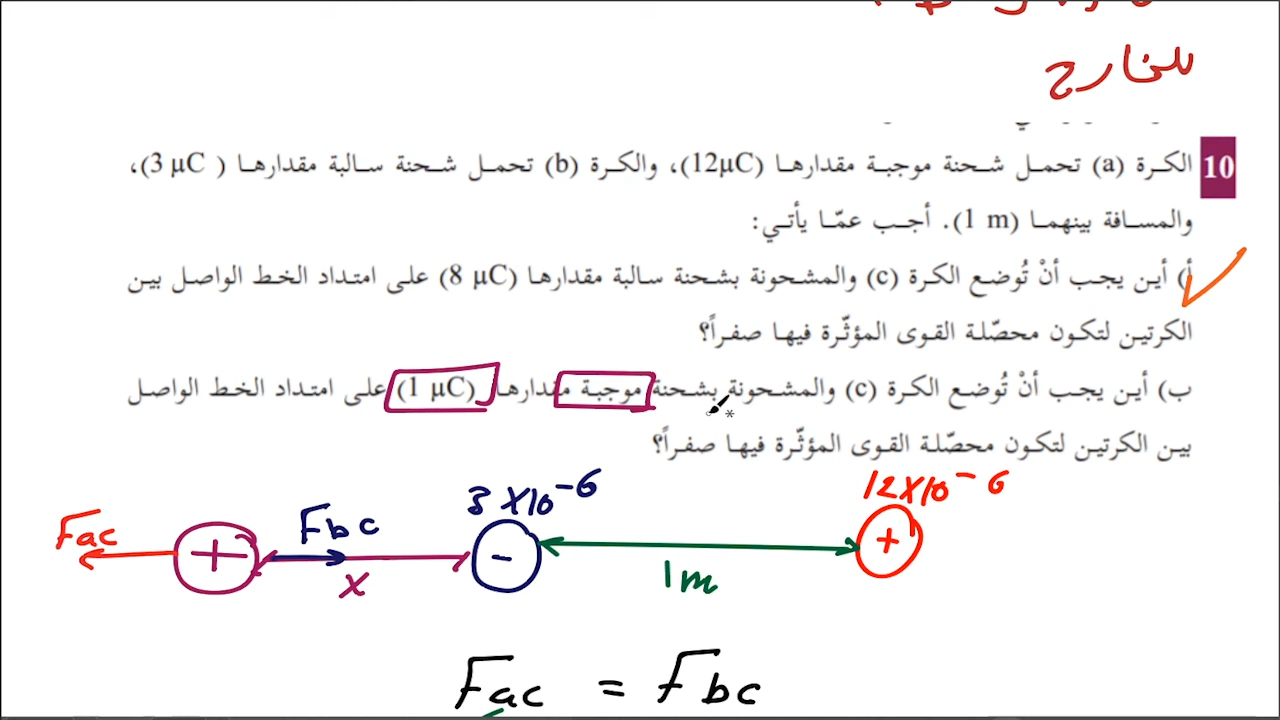 للخارج
10
الكرة (a) تحمل شحنة موجبة مقدارها (12μC)، والكرة (b) تحمل شحنة سالبة مقدارها (3 μC )،
والمسافة بينهما (1 m). أجب عمّا يأتي:
أ) أين يجب أنْ تُوضع الكرة (c) والمشحونة بشحنة سالبة مقدارها (8 μC) على امتداد الخط الواصل بين
الكرتين لتكون محصّلة القوى المؤثّرة فيها صفراً؟
ب) أين يجب أنْ تُوضع الكرة (c) والمشحونة بشحنة موجبة مقدارها (1 μC) على امتداد الخط الواصل
بين الكرتين لتكون محصّلة القوى المؤثّرة فيها صفراً؟
3 X10-6 12X10-6
Fac + Fbc - +
X 1m
Fac = Fbc